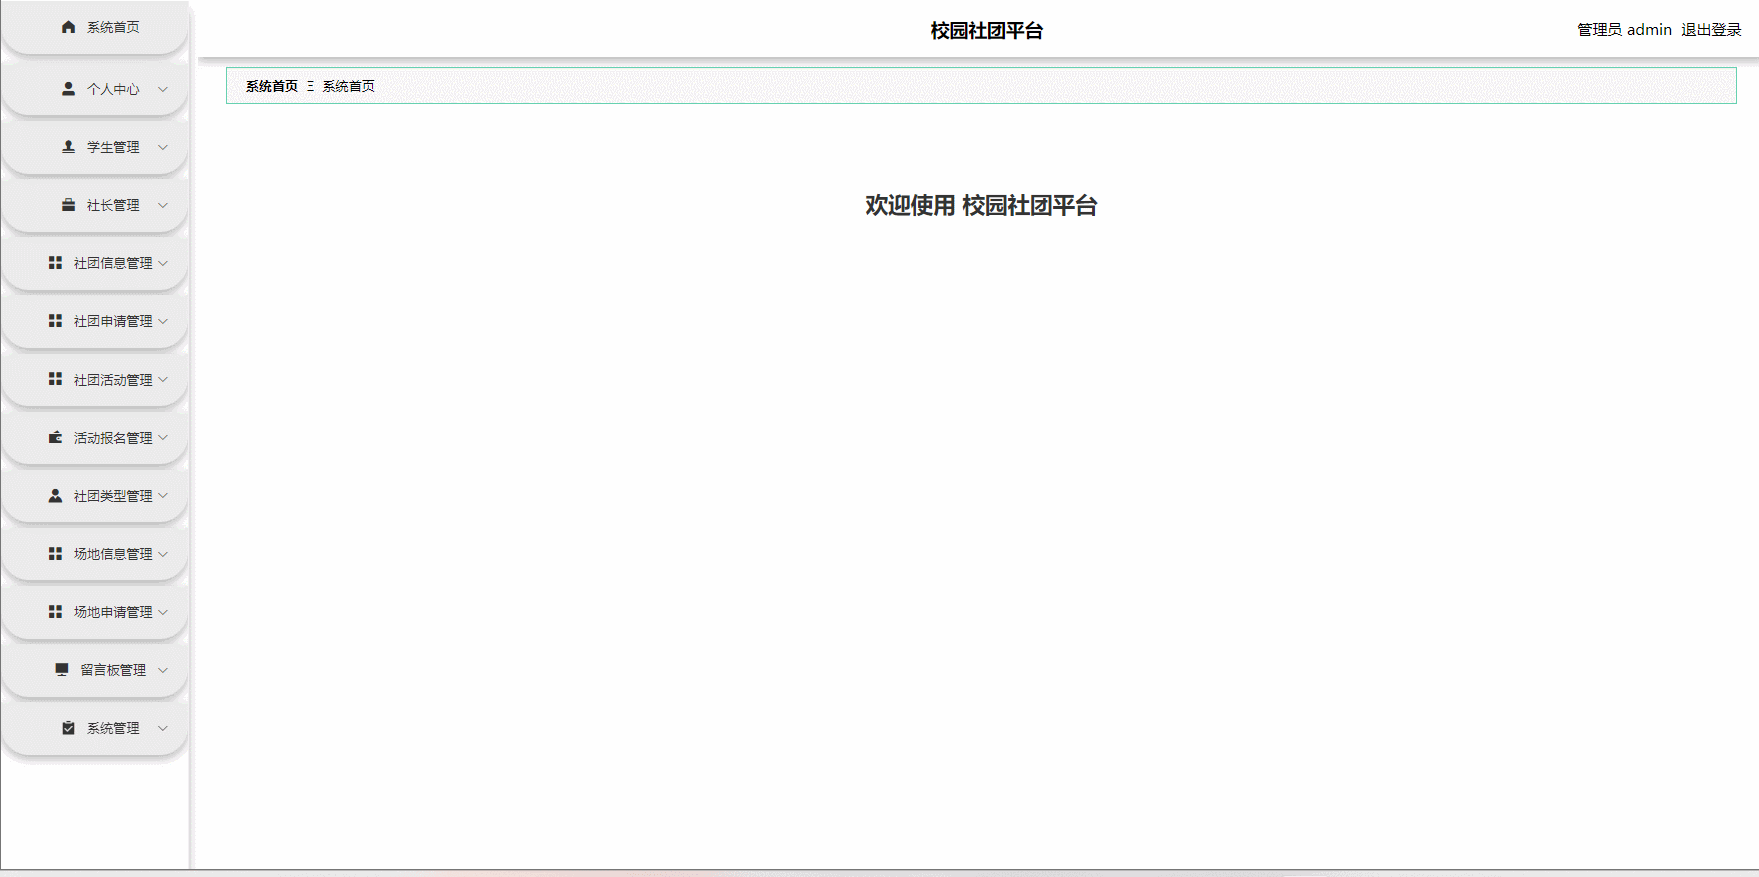 校园社团平台
管理员 admin 退出登录
系统首页
个人中心
学生管理
社长管理
社团信息管理
社团申请管理
社团活动管理
活动报名管理
社团类型管理
场地信息管理
场地申请管理
留言板管理
系统管理
系统首页 Ξ 系统首页
欢迎使用 校园社团平台